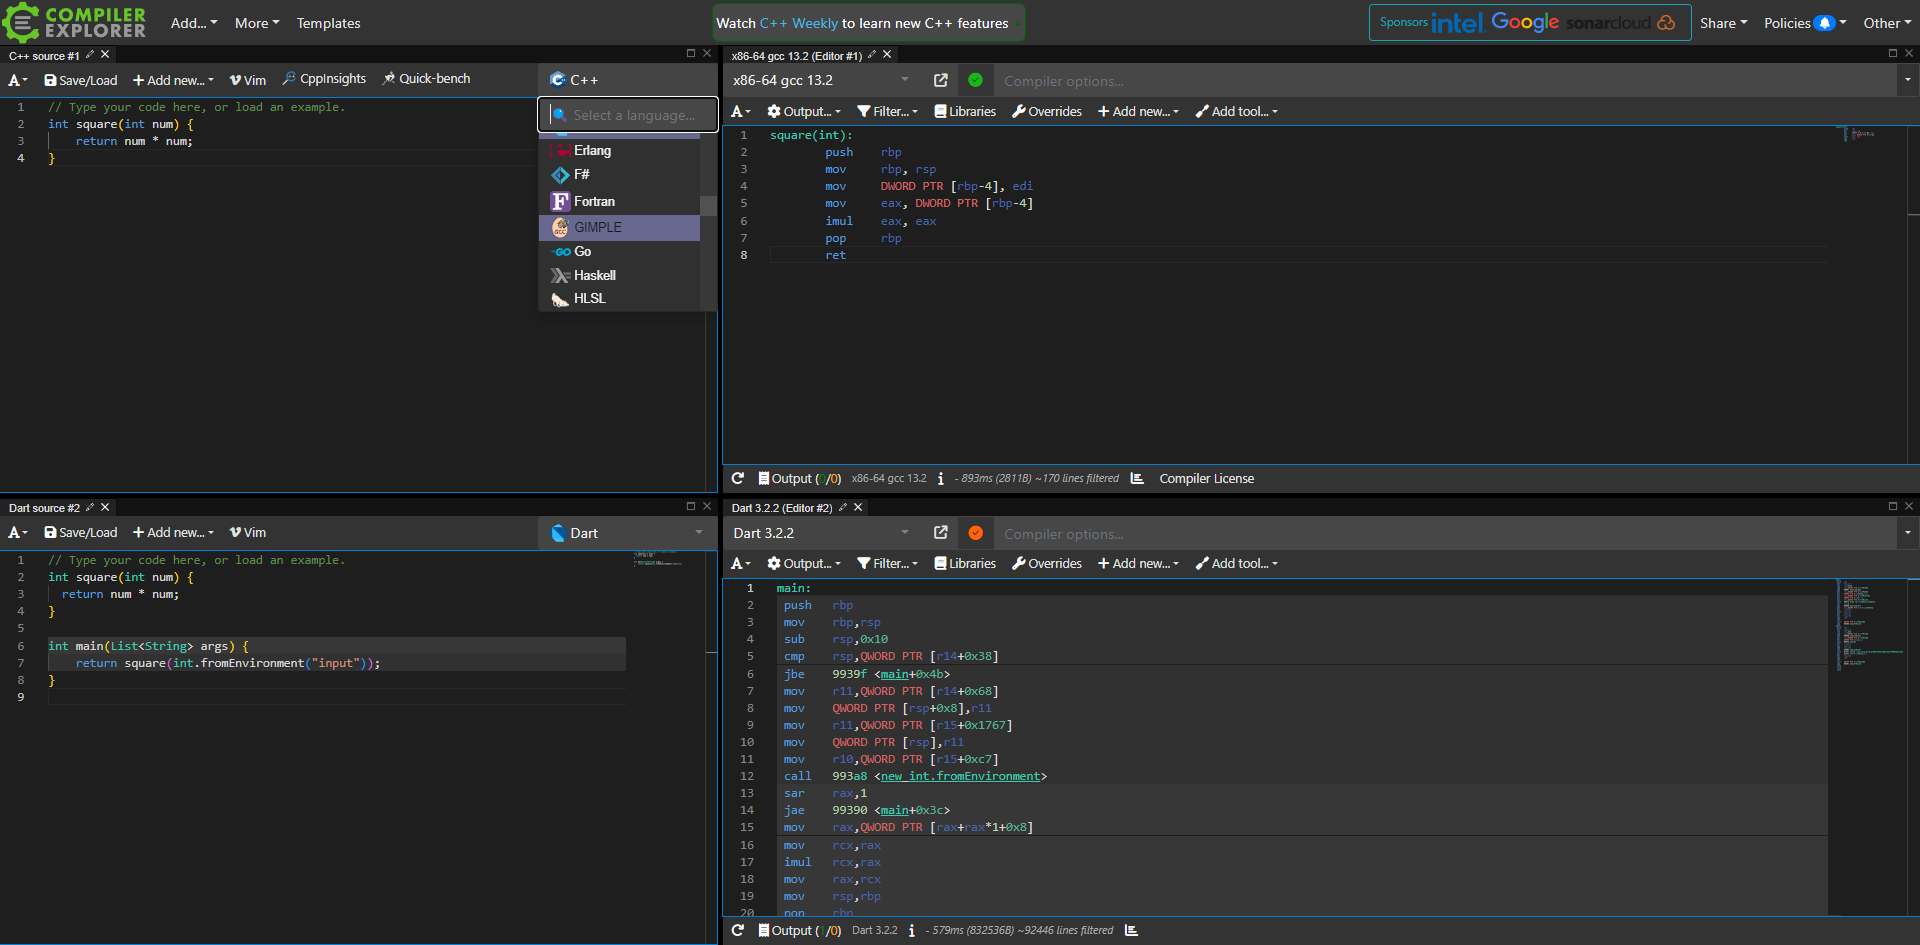 COMPILER
EXPLORER
Add...
More
Templates
Watch C++ Weekly to learn new C++ features
Sponsors intel Google sonarcloud
Share
Policies
Other
C++ source #1
A
Save/Load
Add new...
Vim
CppInsights
Quick-bench
C++
Select a language...
Erlang
F#
Fortran
GIMPLE
Go
Haskell
HLSL
1 // Type your code here, or load an example.
2 int square(int num) {
3 return num * num;
4 }
x86-64 gcc 13.2 (Editor #1)
x86-64 gcc 13.2
Compiler options...
A
Output...
Filter...
Libraries
Overrides
Add new...
Add tool...
1 square(int):
2 push rbp
3 mov rbp, rsp
4 mov DWORD PTR [rbp-4], edi
5 mov eax, DWORD PTR [rbp-4]
6 imul eax, eax
7 pop rbp
8 ret
Output (0/0) x86-64 gcc 13.2 i - 893ms (2811B) ~170 lines filtered
Compiler License
Dart source #2
A
Save/Load
Add new...
Vim
Dart
1 // Type your code here, or load an example.
2 int square(int num) {
3 return num * num;
4 }
5
6 int main(List<String> args) {
7 return square(int.fromEnvironment("input"));
8 }
9
Dart 3.2.2 (Editor #2)
Dart 3.2.2
Compiler options...
A
Output...
Filter...
Libraries
Overrides
Add new...
Add tool...
1 main:
2 push rbp
3 mov rbp,rsp
4 sub rsp,0x10
5 cmp rsp,QWORD PTR [r14+0x38]
6 jbe 9939f <main+0x4b>
7 mov r11,QWORD PTR [r14+0x68]
8 mov QWORD PTR [rsp+0x8],r11
9 mov r11,QWORD PTR [r15+0x1767]
10 mov QWORD PTR [rsp],r11
11 mov r10,QWORD PTR [r15+0xc7]
12 call 993a8 <new_int.fromEnvironment>
13 sar rax,1
14 jae 99390 <main+0x3c>
15 mov rax,QWORD PTR [rax+rax*1+0x8]
16 mov rcx,rax
17 imul rcx,rax
18 mov rax,rcx
19 mov rsp,rbp
20 pop rbp
Output (1/0) Dart 3.2.2 i - 579ms (832536B) ~92446 lines filtered